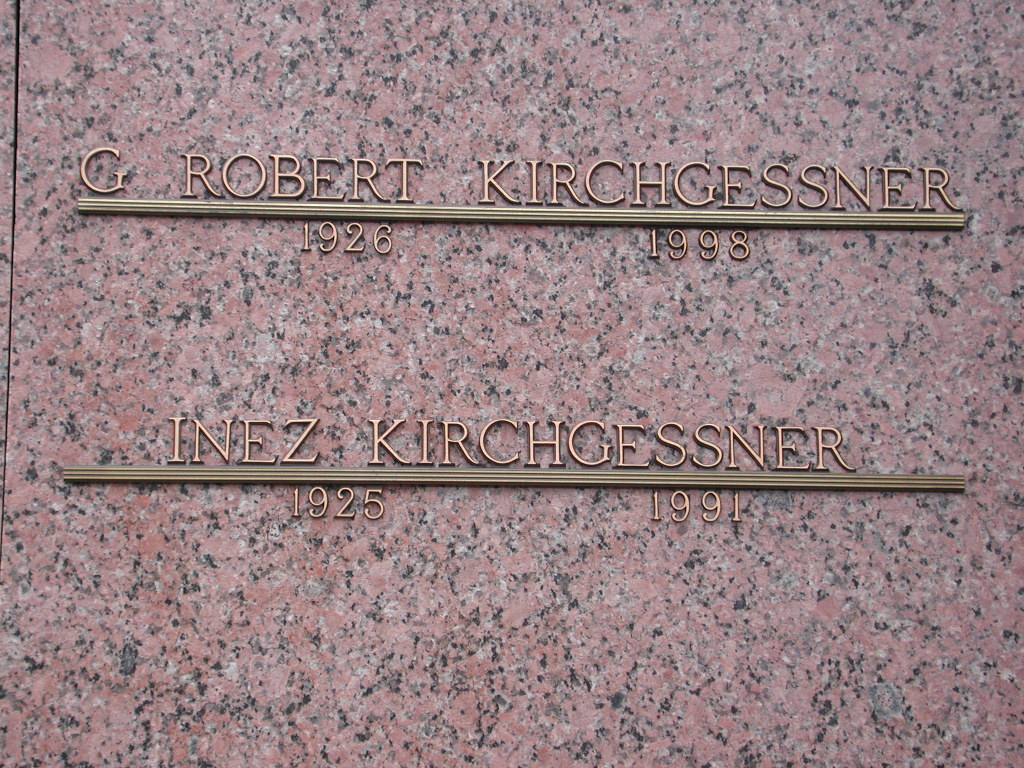 G ROBERT KIRCHGESSNER
1926 1998
INEZ KIRCHGESSNER
1925 1991